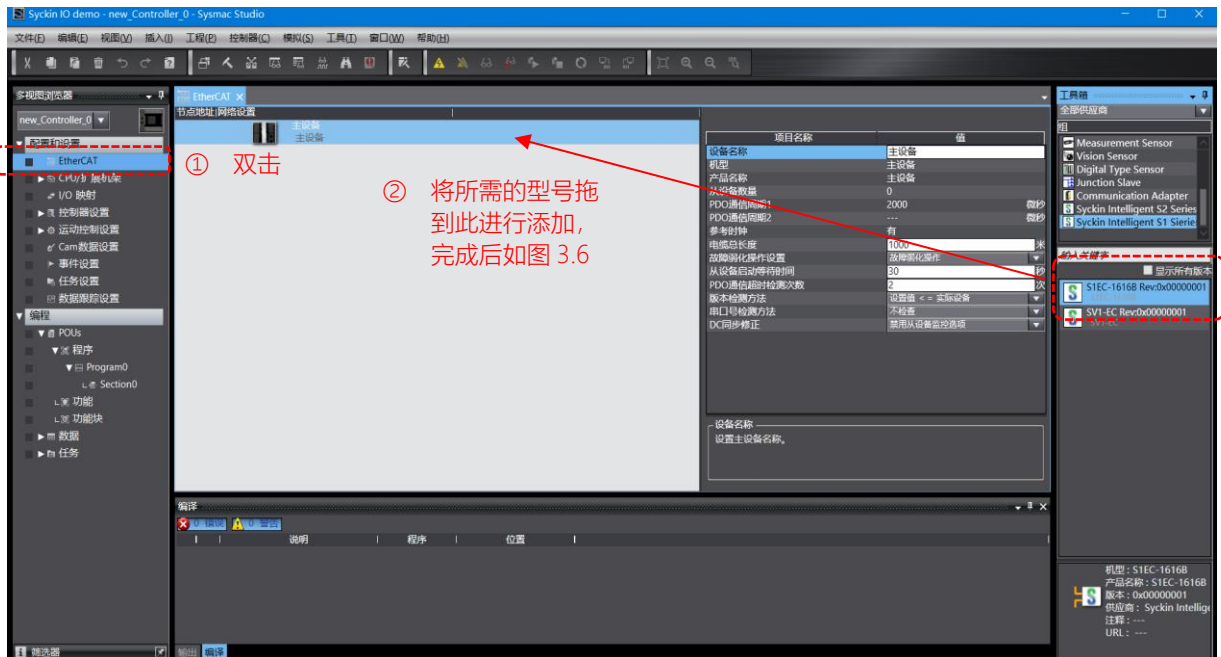 Syckin IO demo - new_Controller_0 - Sysmac Studio
文件(F) 编辑(E) 视图(V) 插入(I) 工程(P) 控制器(C) 模拟(S) 工具(T) 窗口(W) 帮助(H)
多视图浏览器
new_Controller_0
配置和设置
EtherCAT
CPU/扩展机架
I/O 映射
控制器设置
运动控制设置
Cam数据设置
事件设置
任务设置
数据跟踪设置
编程
POUs
程序
Program0
Section0
功能
功能块
数据
任务
筛选器
EtherCAT
节点地址|网络设置
主设备
主设备
① 双击
② 将所需的型号拖
到此进行添加，
完成后如图 3.6
项目名称 值
设备名称 主设备
机型 主设备
产品名称 主设备
从设备数量 0
PDO通信周期1 2000 微秒
PDO通信周期2 --- 微秒
参考时钟 有
电缆总长度 1000 米
故障弱化操作设置 故障弱化操作
从设备启动等待时间 30 秒
PDO通信超时检测次数 2 次
版本检测方法 设置值 < = 实际设备
串口号检测方法 不检查
DC同步修正 禁用从设备监控选项
设备名称
设置主设备名称。
编译
0 错误 0 警告
说明 程序 位置
输出 编译
工具箱
全部供应商
组
Measurement Sensor
Vision Sensor
Digital Type Sensor
Junction Slave
Communication Adapter
Syckin Intelligent S2 Series
Syckin Intelligent S1 Sierie
输入关键字
显示所有版本
S1EC-1616B Rev:0x00000001
S1EC-1616B
SV1-EC Rev:0x00000001
SV1-EC
机型 : S1EC-1616B
产品名称 : S1EC-1616B
版本 : 0x00000001
供应商 : Syckin Intellige
注释 : ---
URL : ---